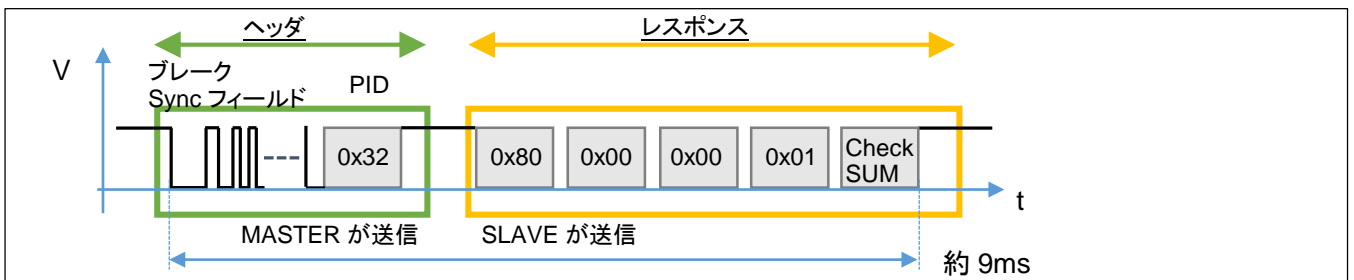 ヘッダ
レスポンス
V
ブレーク
Sync フィールド
PID
0x32
0x80
0x00
0x00
0x01
Check
SUM
t
MASTER が送信
SLAVE が送信
約 9ms